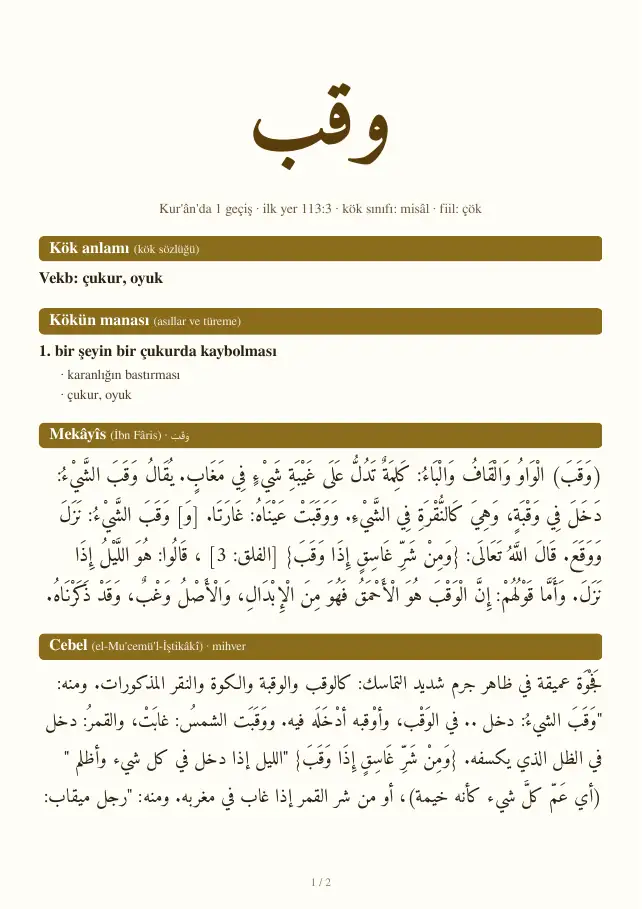 وقب
Kur'ân'da 1 geçiş · ilk yer 113:3 · kök sınıfı: misâl · fiil: çök
Kök anlamı (kök sözlüğü)
Vekb: çukur, oyuk
Kökün manası (asıllar ve türeme)
1. bir şeyin bir çukurda kaybolması
· karanlığın bastırması
· çukur, oyuk
Mekâyîs (İbn Fâris) · وَقَبَ
(وَقَبَ) الْوَاوُ وَالْقَافُ وَالْبَاءُ: كَلِمَةٌ تَدُلُّ عَلَى غَيْبَةِ شَيْءٍ فِي مَغَابٍ. يُقَالُ وَقَبَ الشَّيْءُ:
دَخَلَ فِي وَقْبَةٍ، وَهِيَ كَالنُّقْرَةِ فِي الشَّيْءِ. وَوَقَبَتْ عَيْنَاهُ: غَارَتَا. [وَ] وَقَبَ الشَّيْءُ: نَزَلَ
وَوَقَعَ. قَالَ اللَّهُ تَعَالَى: {وَمِنْ شَرِّ غَاسِقٍ إِذَا وَقَبَ} [الفلق: 3] ، قَالُوا: هُوَ اللَّيْلُ إِذَا
نَزَلَ. وَأَمَّا قَوْلُهُمْ: إِنَّ الْوَقْبَ هُوَ الْأَحْمَقُ فَهُوَ مِنَ الْإِبْدَالِ، وَالْأَصْلُ وَغْبٌ، وَقَدْ ذَكَرْنَاهُ.
Cebel (el-Mu'cemü'l-İştikâkî) · mihver
فَجْوَة عميقة في ظاهر جرم شديد التماسك: كالوقب والوقبة والكوة والنقر المذكورات. ومنه:
"وَقَبَ الشيءُ: دخل .. في الوَقْب، وأوقبه أدْخَلَه فيه. ووَقَبَت الشمسُ: غابَتْ، والقمرُ: دخل
في الظل الذي يكسفه. {وَمِنْ شَرِّ غَاسِقٍ إِذَا وَقَبَ} "الليل إذا دخل في كل شيء وأظلم "
(أي عَمّ كلَّ شيء كأنه خيمة)، أو من شر القمر إذا غاب في مغربه. ومنه: "رجل ميقاب:
1 / 2